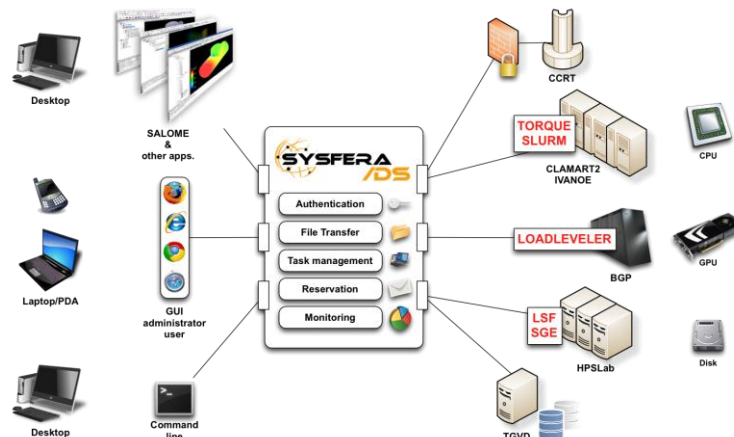 Desktop
SALOME
&
other apps.
CCRT
TORQUE
SLURM
CLAMART2
IVANOE
CPU
SYSFERA
/DS
Authentication
File Transfer
Task management
Reservation
Monitoring
Laptop/PDA
GUI
administrator
user
LOADLEVELER
BGP
GPU
LSF
SGE
HPSLab
Disk
Desktop
>_
Command
line
TGVD